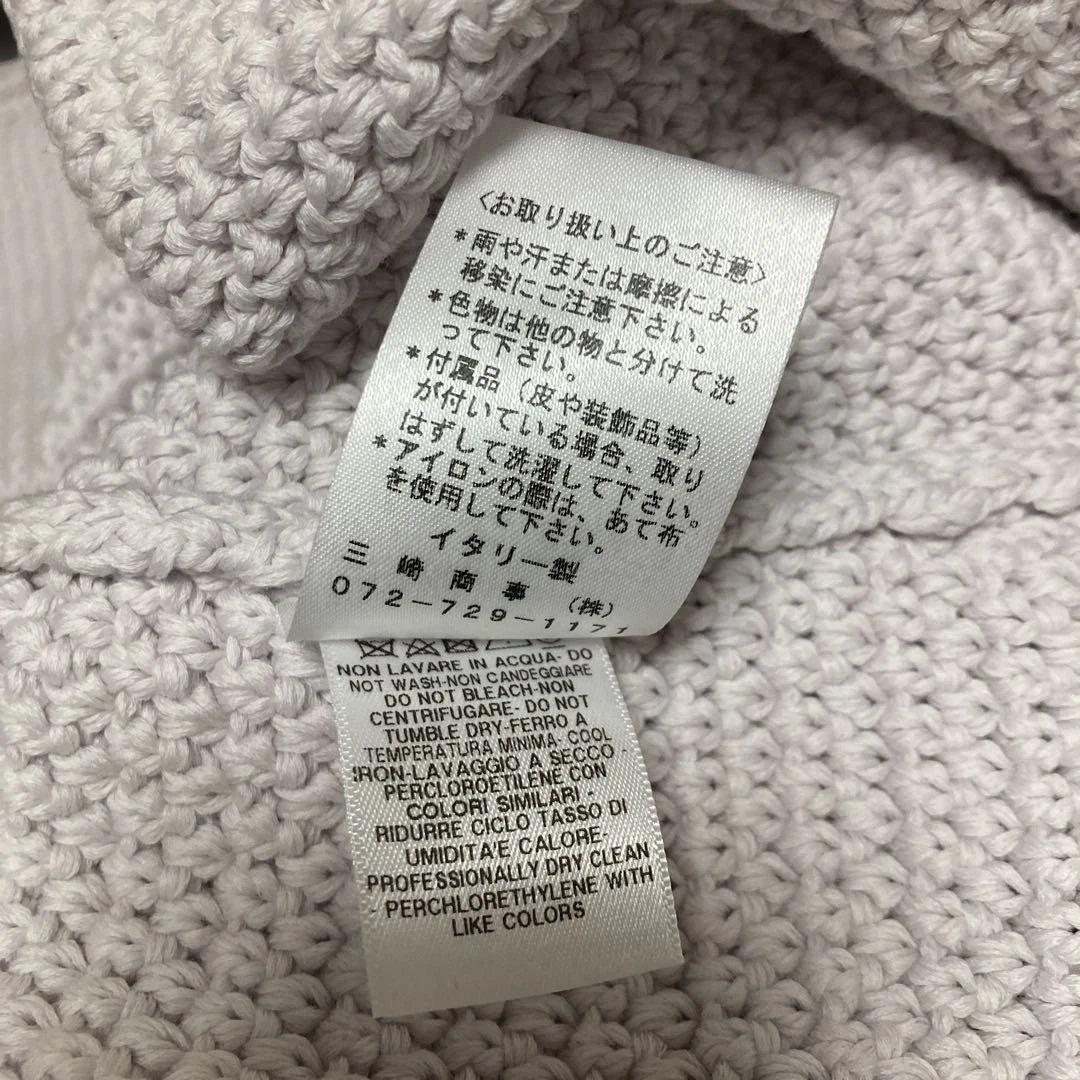 〈お取り扱い上のご注意〉
*雨や汗または摩擦による
移染にご注意下さい。
*色物は他の物と分けて洗
って下さい。
*付属品(皮や装飾品等)
が付いている場合、取り
はずして洗濯して下さい。
*アイロンの際は、あて布
を使用して下さい。
イタリー製
三崎商事(株)
072-729-1171
NON LAVARE IN ACQUA- DO
NOT WASH-NON CANDEGGIARE
DO NOT BLEACH-NON
CENTRIFUGARE- DO NOT
TUMBLE DRY-FERRO A
TEMPERATURA MINIMA- COOL
IRON-LAVAGGIO A SECCO -
PERCLOROETILENE CON
COLORI SIMILARI -
RIDURRE CICLO TASSO DI
UMIDITA'E CALORE-
PROFESSIONALLY DRY CLEAN
- PERCHLORETHYLENE WITH
LIKE COLORS